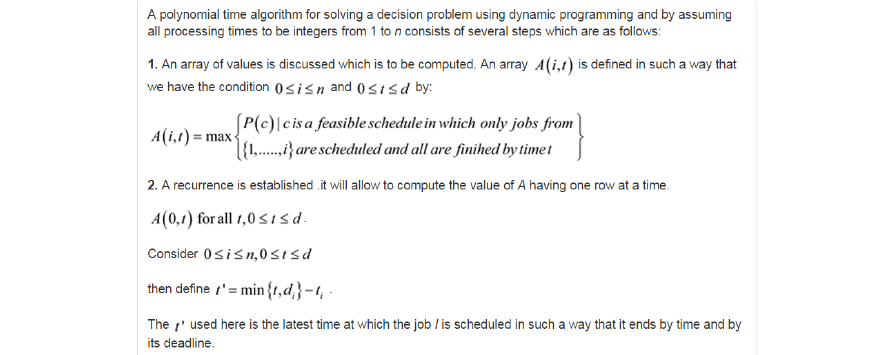 A polynomial time algorithm for solving a decision problem using dynamic programming and by assuming
all processing times to be integers from 1 to n consists of several steps which are as follows:
1. An array of values is discussed which is to be computed. An array A(i,t) is defined in such a way that
we have the condition 0≤i≤n and 0≤t≤d by:
A(i,t) = max {P(c)|c is a feasible schedule in which only jobs from
{1,.....,i} are scheduled and all are finihed by time t}
2. A recurrence is established .it will allow to compute the value of A having one row at a time.
A(0,t) for all t,0≤t≤d.
Consider 0≤i≤n,0≤t≤d
then define t'= min{t,d_i}−t_i .
The t' used here is the latest time at which the job I is scheduled in such a way that it ends by time and by
its deadline.